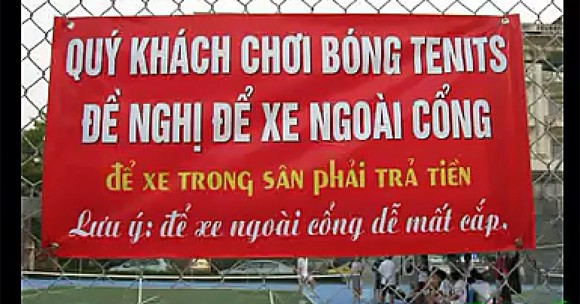 QUÝ KHÁCH CHƠI BÓNG TENITS
ĐỀ NGHỊ ĐỂ XE NGOÀI CỔNG
để XE TRONG SÂN phải TRẢ TIỀN
Lưu ý: để xe ngoài cổng dễ mất cắp.